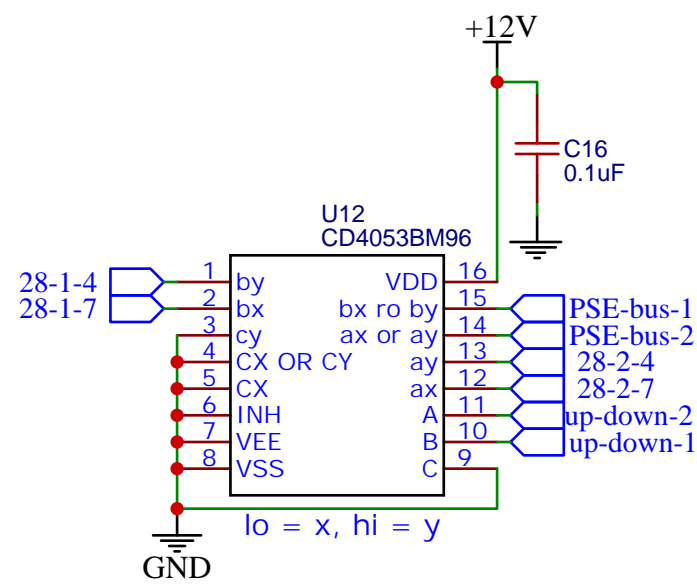 +12V
C16
0.1uF
U12
CD4053BM96
28-1-4 1 by VDD 16
28-1-7 2 bx bx ro by 15 PSE-bus-1
3 cy ax or ay 14 PSE-bus-2
4 CX OR CY ay 13 28-2-4
5 CX ax 12 28-2-7
6 INH A 11 up-down-2
7 VEE B 10 up-down-1
8 VSS C 9
lo = x, hi = y
GND